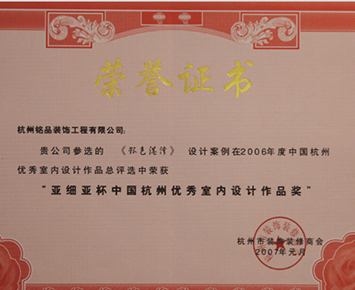 荣誉证书
杭州铭品装饰工程有限公司：
贵公司参选的 《银色港湾》 设计案例在2006年度中国杭州
优秀室内设计作品总评选中荣获
"亚细亚杯中国杭州优秀室内设计作品奖"
杭州市装饰装修商会
2007年元月